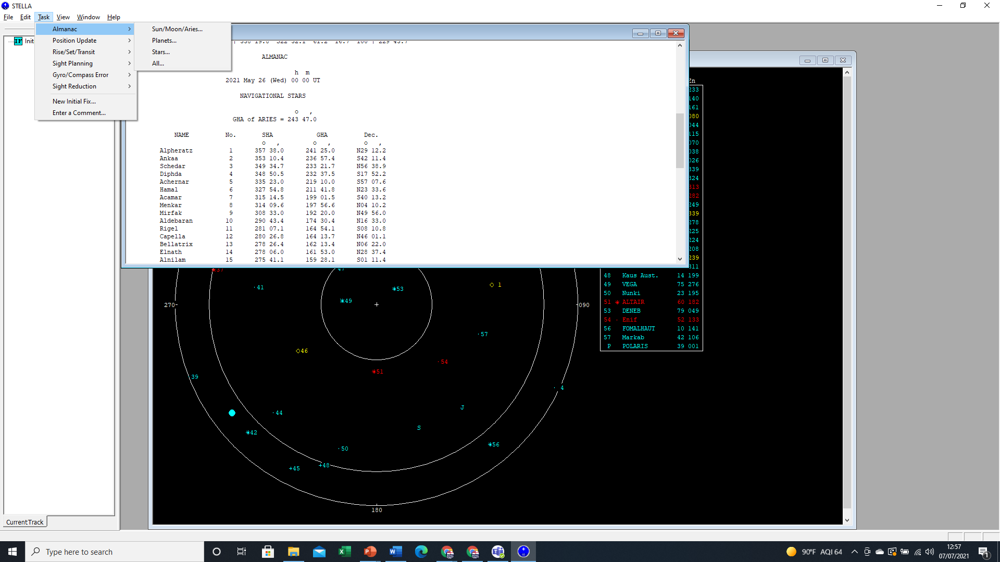 STELLA
File Edit Task View Window Help
Almanac
Position Update
Rise/Set/Transit
Sight Planning
Gyro/Compass Error
Sight Reduction
New Initial Fix...
Enter a Comment...
Sun/Moon/Aries...
Planets...
Stars...
All...
IF Init
ALMANAC
h m
2021 May 26 (Wed) 00 00 UT
NAVIGATIONAL STARS
o ,
GHA of ARIES = 243 47.0
NAME No. SHA GHA Dec.
o , o , o ,
Alpheratz 1 357 38.0 241 25.0 N29 12.2
Ankaa 2 353 10.4 236 57.4 S42 11.4
Schedar 3 349 34.7 233 21.7 N56 38.9
Diphda 4 348 50.5 232 37.5 S17 52.2
Achernar 5 335 23.0 219 10.0 S57 07.6
Hamal 6 327 54.8 211 41.8 N23 33.6
Acamar 7 315 14.5 199 01.5 S40 13.2
Menkar 8 314 09.6 197 56.6 N04 10.2
Mirfak 9 308 33.0 192 20.0 N49 56.0
Aldebaran 10 290 43.4 174 30.4 N16 33.0
Rigel 11 281 07.1 164 54.1 S08 10.8
Capella 12 280 26.8 164 13.7 N46 01.1
Bellatrix 13 278 26.4 162 13.4 N06 22.0
Elnath 14 278 06.0 161 53.0 N28 37.4
Alnilam 15 275 41.1 159 28.1 S01 11.4
Zn
233
140
161
080
044
115
070
038
026
339
324
313
282
249
339
278
225
224
208
239
311
48 Kaus Aust. 14 199
49 VEGA 75 276
50 Nunki 23 195
51 * ALTAIR 60 182
53 DENEB 79 049
54 · Enif 52 133
56 FOMALHAUT 10 141
57 Markab 42 106
P POLARIS 39 001
*37
47
·41
*53
1
*49
270
+
090
·57
46
·54
*51
39
· 4
J
·44
S
*42
*56
·50
+48
+45
180
CurrentTrack
Type here to search
90°F AQI 64
12:57
07/07/2021
1